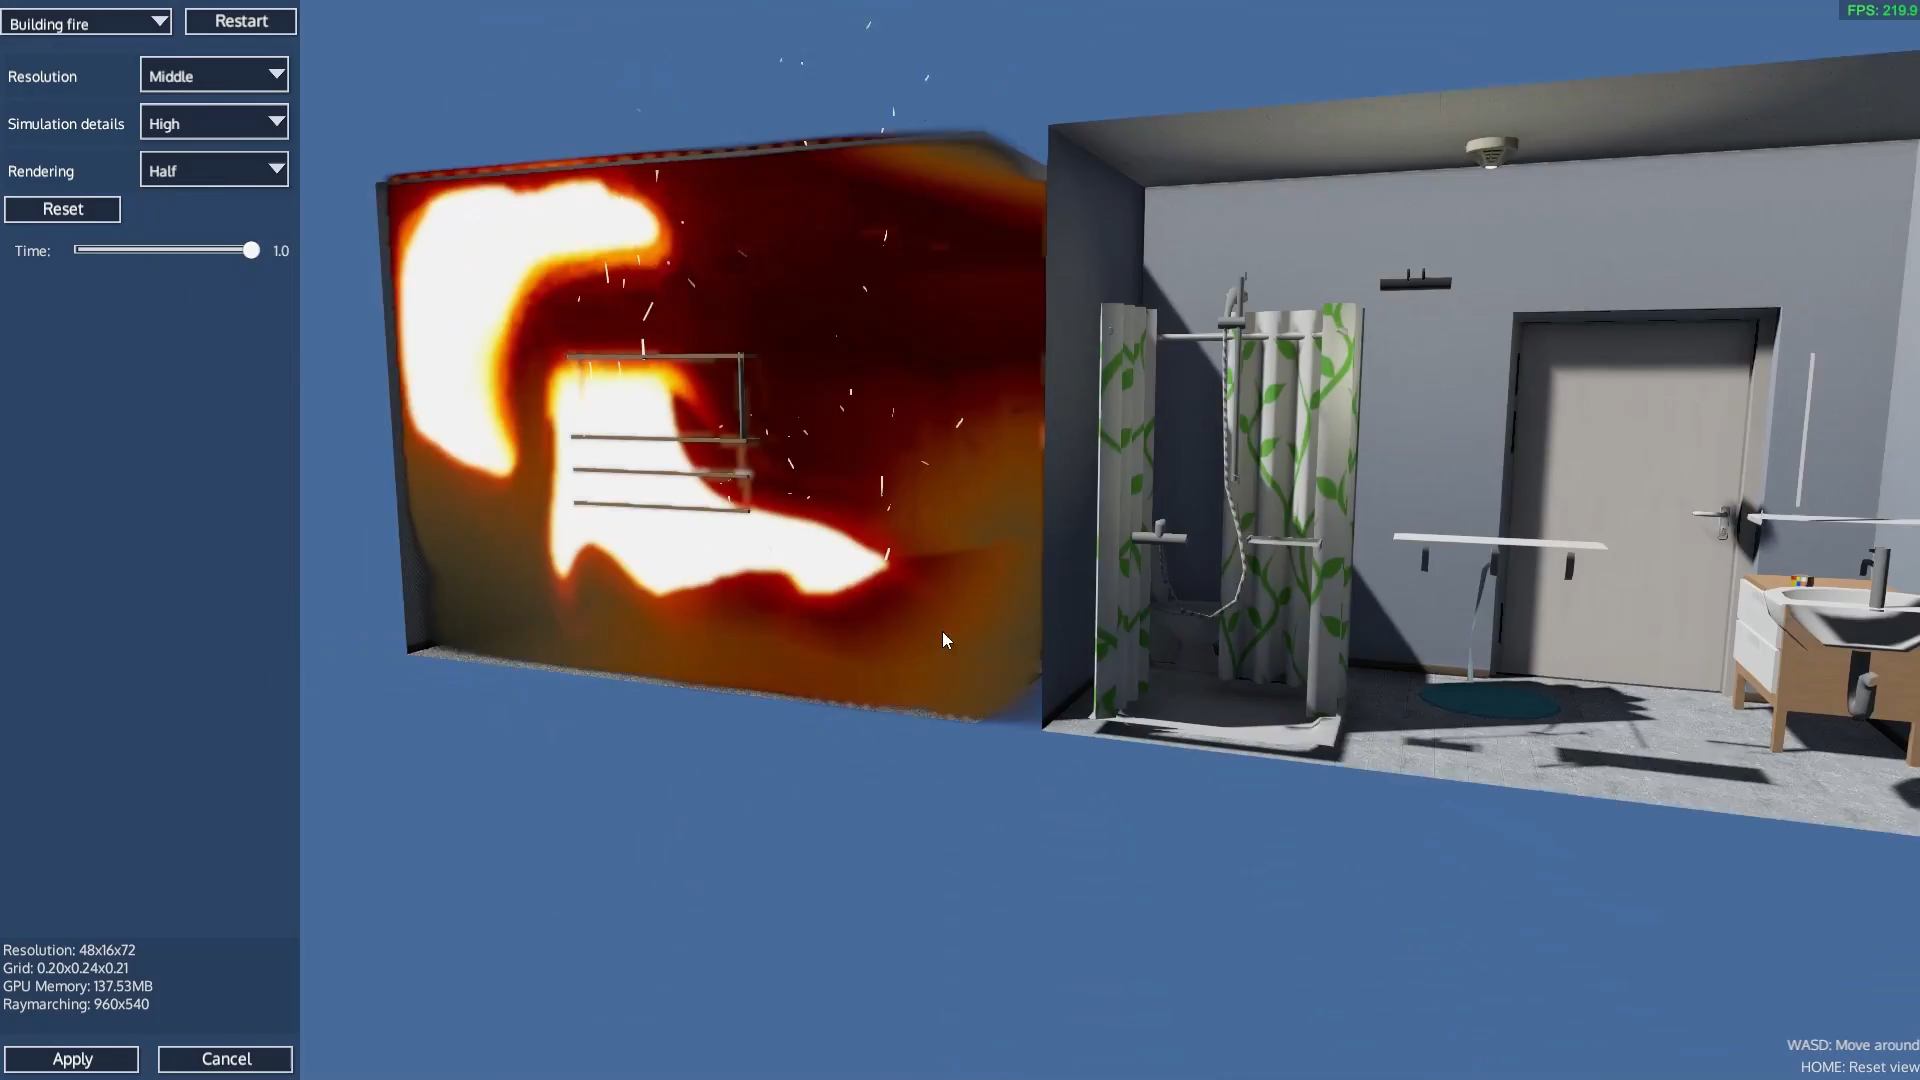 Building fire
Restart
Resolution
Middle
Simulation details
High
Rendering
Half
Reset
Time:
1.0
FPS: 219.9
Resolution: 48x16x72
Grid: 0.20x0.24x0.21
GPU Memory: 137.53MB
Raymarching: 960x540
Apply
Cancel
WASD: Move around
HOME: Reset view